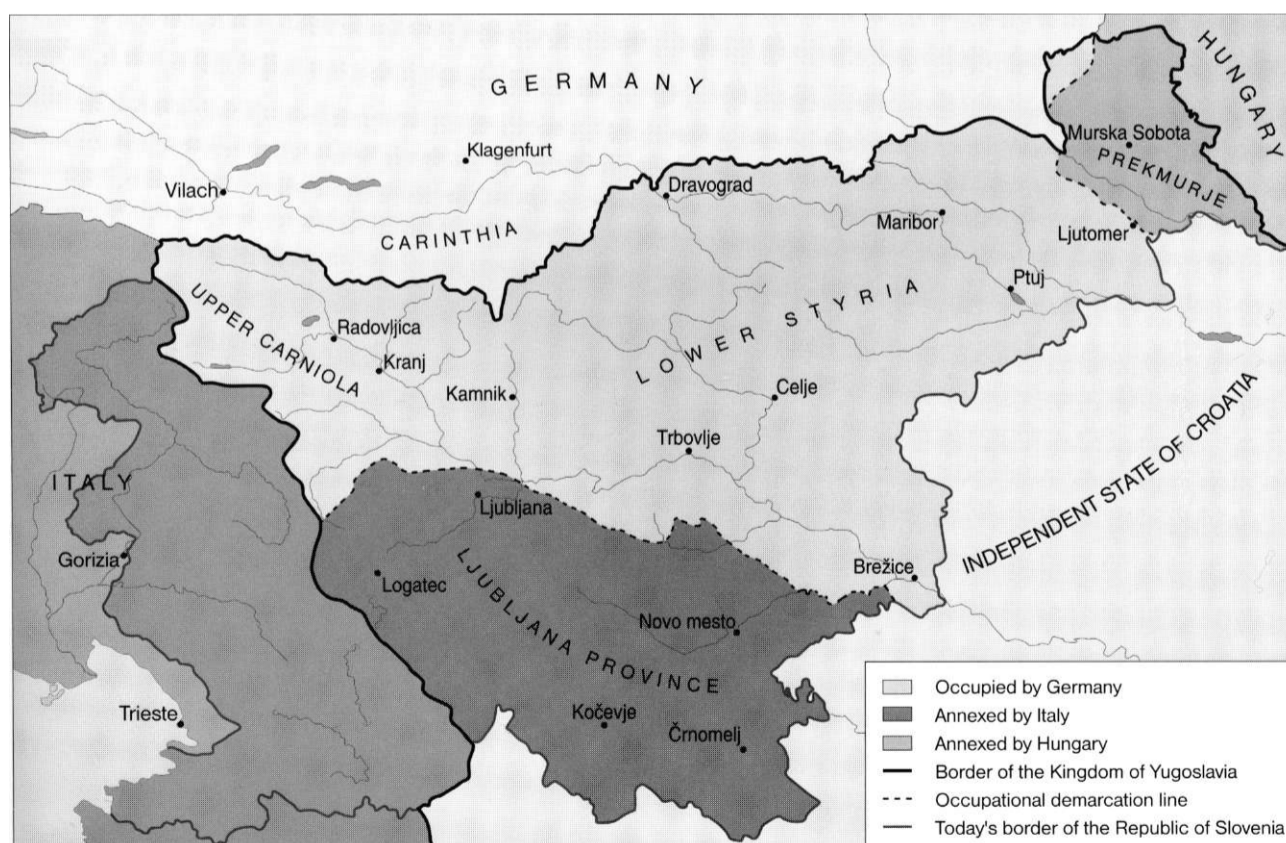 GERMANY
HUNGARY
Murska Sobota
PREKMURJE
Klagenfurt
Vilach
Dravograd
Maribor
Ljutomer
CARINTHIA
Ptuj
UPPER CARNIOLA
Radovljica
Kranj
LOWER STYRIA
Kamnik
Celje
Trbovlje
ITALY
Ljubljana
INDEPENDENT STATE OF CROATIA
Gorizia
Logatec
Brežice
LJUBLJANA PROVINCE
Novo mesto
Trieste
Kočevje
Črnomelj
Occupied by Germany
Annexed by Italy
Annexed by Hungary
Border of the Kingdom of Yugoslavia
Occupational demarcation line
Today's border of the Republic of Slovenia